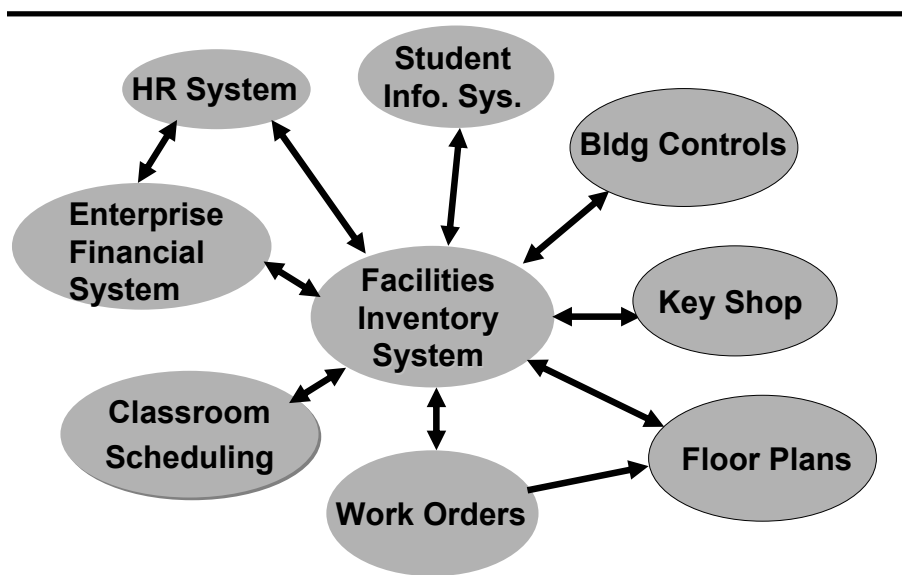 HR System
Student
Info. Sys.
Bldg Controls
Enterprise
Financial
System
Facilities
Inventory
System
Key Shop
Classroom
Scheduling
Floor Plans
Work Orders